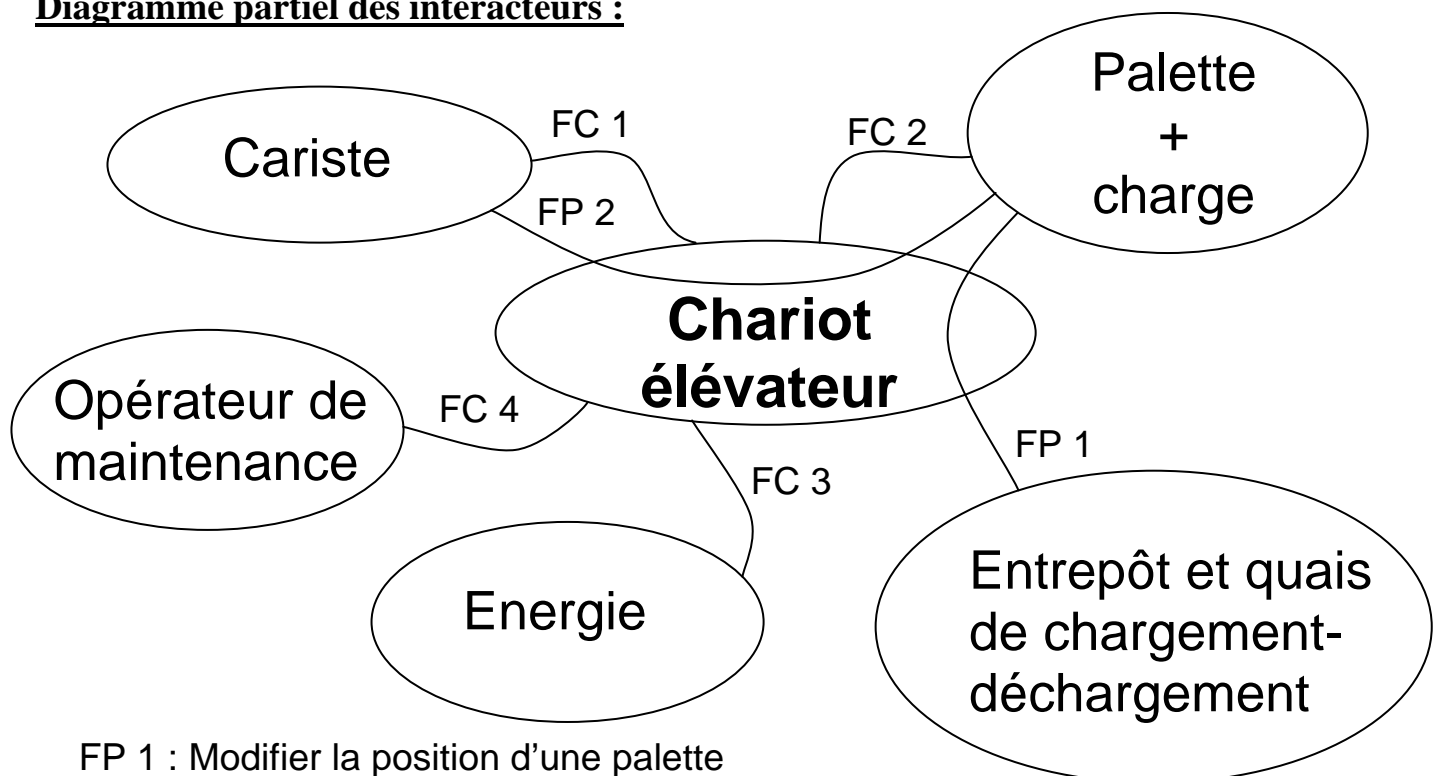 Diagramme partiel des interacteurs :
Palette
+
charge
Cariste
FC 1
FC 2
FP 2
Chariot
élévateur
Opérateur de
maintenance
FC 4
FP 1
FC 3
Energie
Entrepôt et quais
de chargement-
déchargement
FP 1 : Modifier la position d’une palette